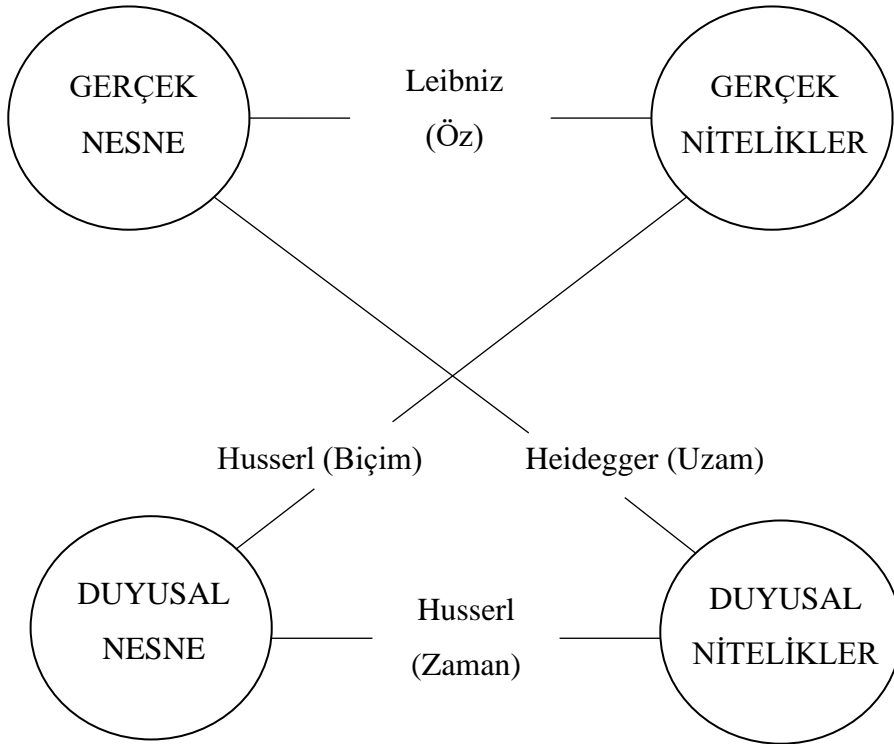 GERÇEK
NESNE
Leibniz
(Öz)
GERÇEK
NİTELİKLER
Husserl (Biçim)
Heidegger (Uzam)
DUYUSAL
NESNE
Husserl
(Zaman)
DUYUSAL
NİTELİKLER